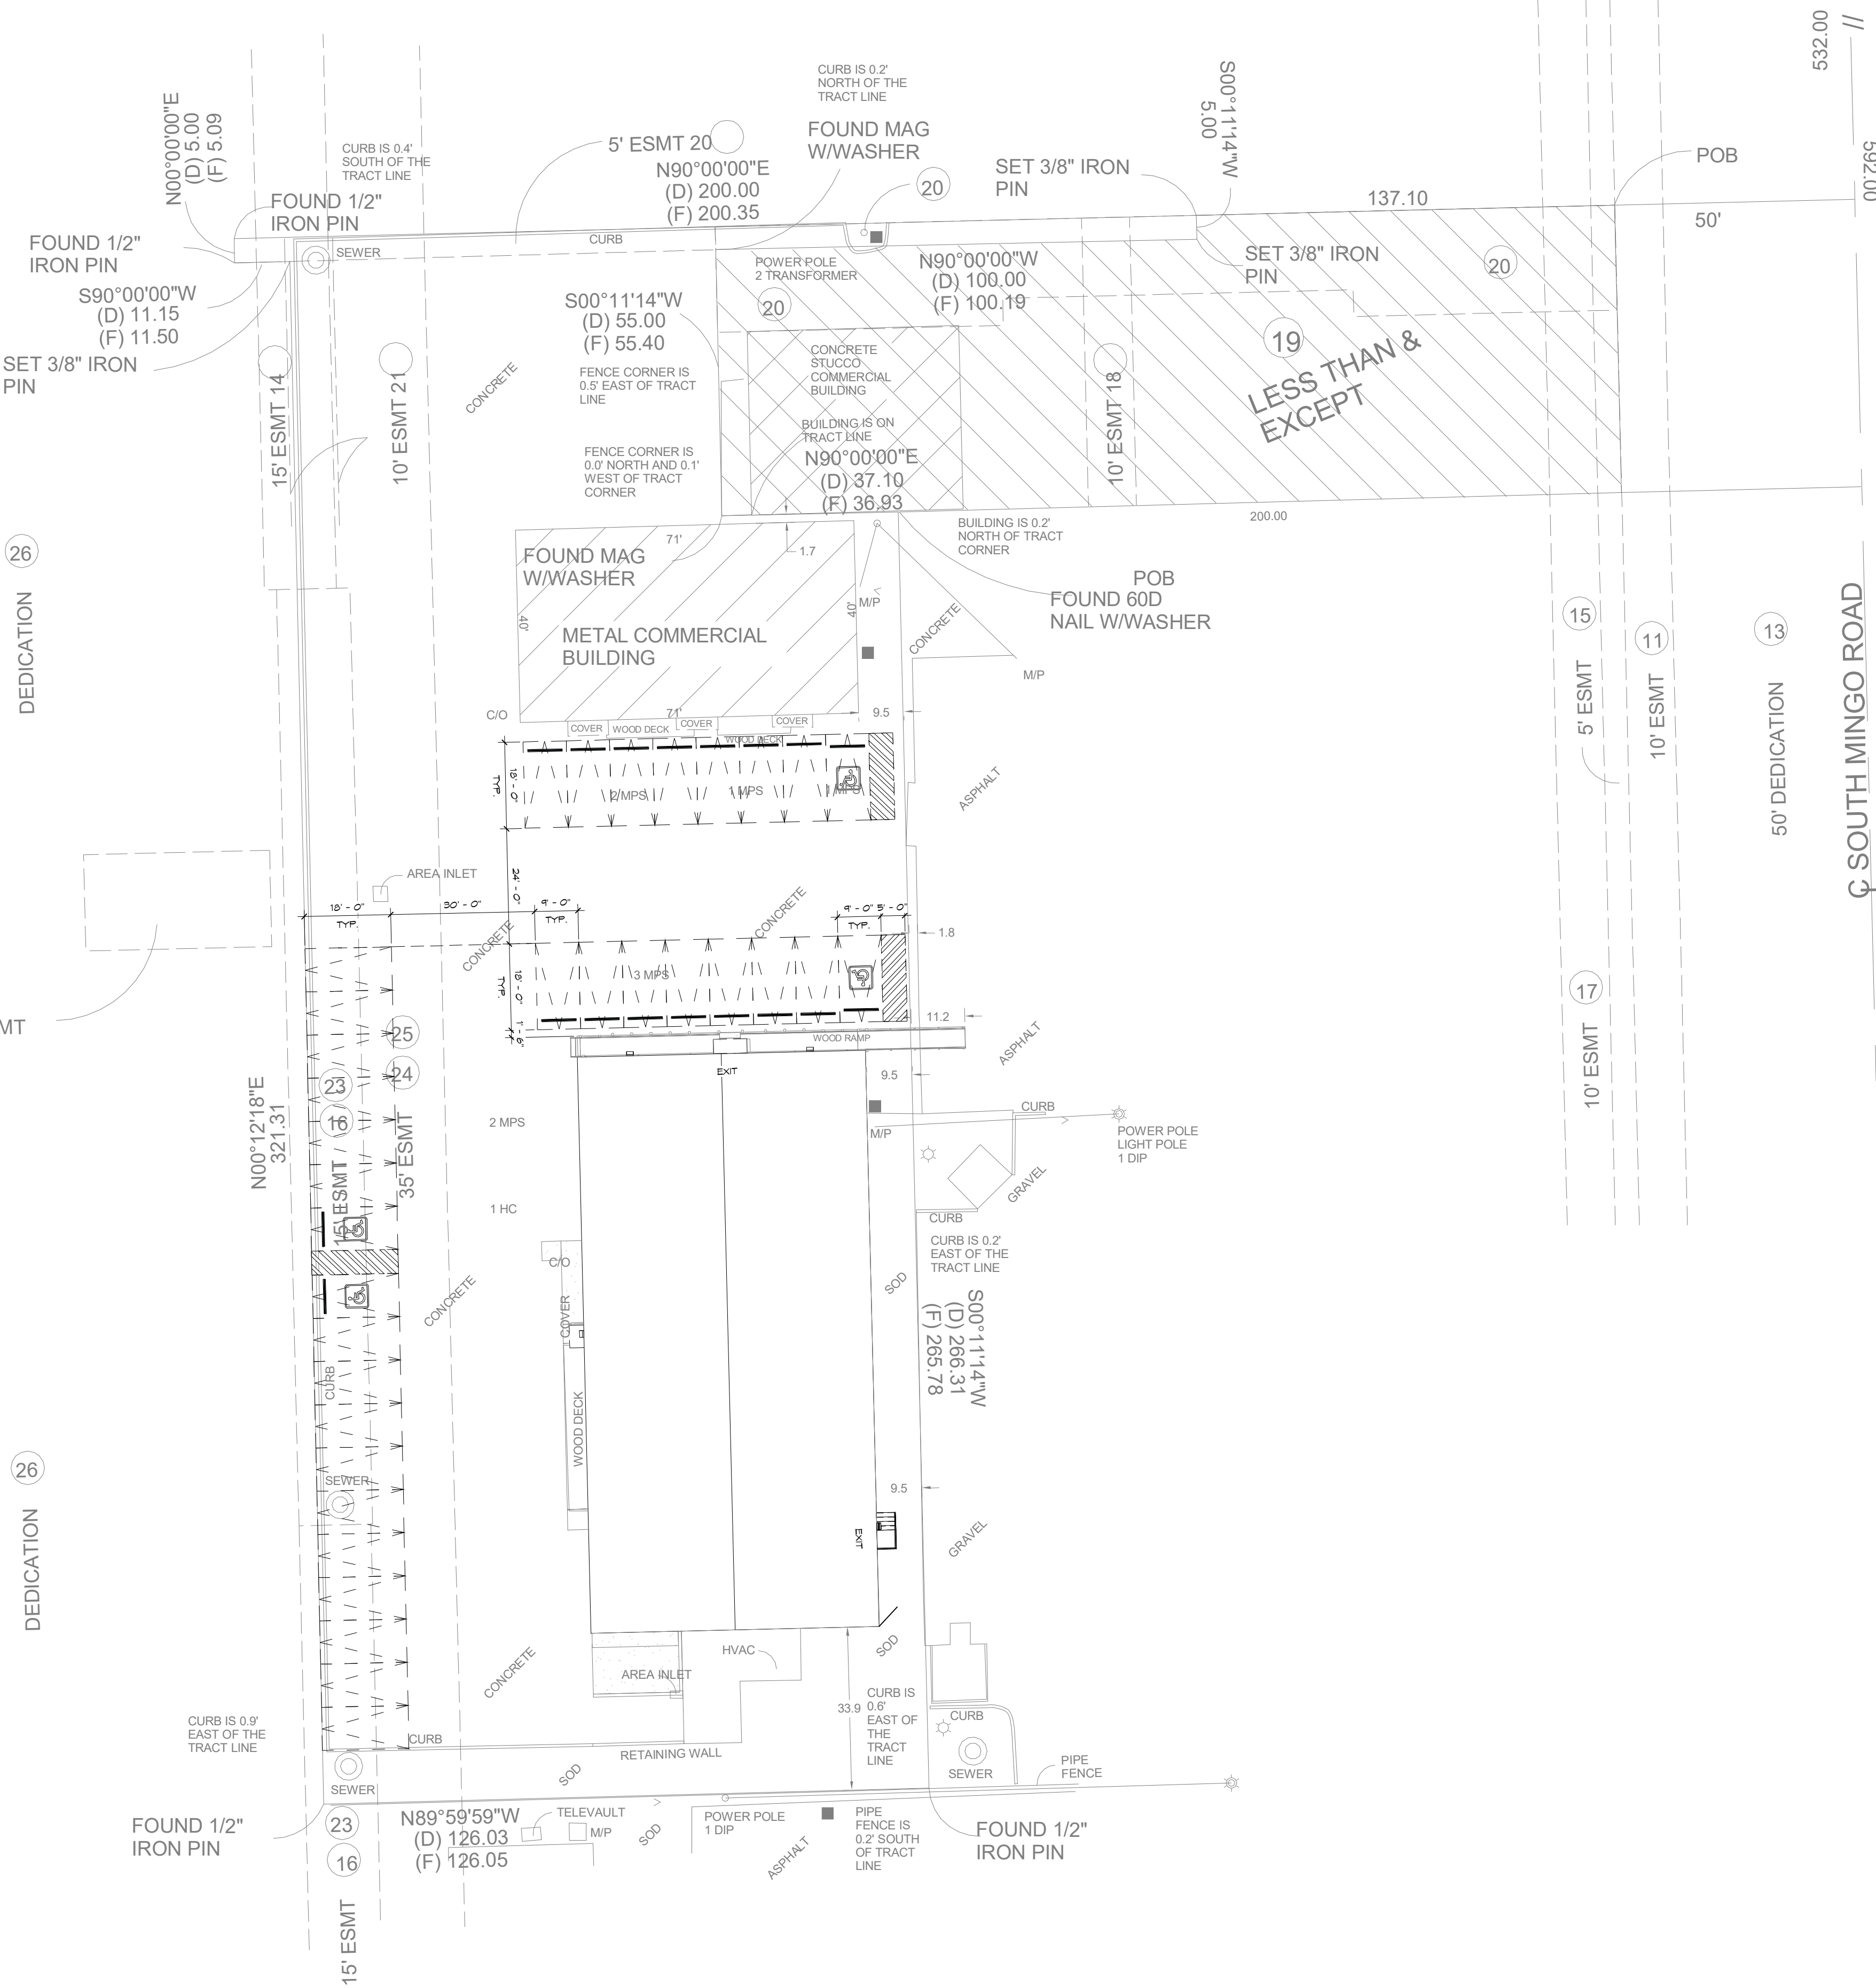 532.00
//
592.00
CURB IS 0.2'
NORTH OF THE
TRACT LINE
N00°00'00"E
(D) 5.00
(F) 5.09
CURB IS 0.4'
SOUTH OF THE
TRACT LINE
5' ESMT 20
FOUND MAG
W/WASHER
S00°11'14"W
5.00
N90°00'00"E
(D) 200.00
(F) 200.35
20
SET 3/8" IRON
PIN
POB
137.10
50'
FOUND 1/2"
IRON PIN
FOUND 1/2"
IRON PIN
SEWER
CURB
S90°00'00"W
(D) 11.15
(F) 11.50
SET 3/8" IRON
PIN
POWER POLE
2 TRANSFORMER
N90°00'00"W
(D) 100.00
(F) 100.19
SET 3/8" IRON
PIN
20
20
S00°11'14"W
(D) 55.00
(F) 55.40
19
LESS THAN &
EXCEPT
15' ESMT 14
10' ESMT 21
CONCRETE
FENCE CORNER IS
0.5' EAST OF TRACT
LINE
CONCRETE
STUCCO
COMMERCIAL
BUILDING
10' ESMT 18
BUILDING IS ON
TRACT LINE
N90°00'00"E
(D) 37.10
(F) 36.93
FENCE CORNER IS
0.0' NORTH AND 0.1'
WEST OF TRACT
CORNER
200.00
BUILDING IS 0.2'
NORTH OF TRACT
CORNER
26
DEDICATION
71'
1.7
FOUND MAG
W/WASHER
POB
FOUND 60D
NAIL W/WASHER
M/P
40'
40'
METAL COMMERCIAL
BUILDING
CONCRETE
M/P
15
5' ESMT
11
10' ESMT
13
50' DEDICATION
C SOUTH MINGO ROAD
C/O
71'
9.5
COVER
WOOD DECK
COVER
COVER
WOOD DECK
18' - 0"
TYP.
2 MPS
1 MPS
1 MPS
ASPHALT
AREA INLET
24' - 0"
18' - 0"
TYP.
30' - 0"
9' - 0"
TYP.
9' - 0"
5' - 0"
TYP.
CONCRETE
CONCRETE
1.8
18' - 0"
TYP.
3 MPS
17
10' ESMT
MT
25
24
23
16
1' - 6"
11.2
WOOD RAMP
ASPHALT
EXIT
9.5
N00°12'18"E
321.31
15' ESMT
35' ESMT
2 MPS
CURB
M/P
POWER POLE
LIGHT POLE
1 DIP
GRAVEL
1 HC
CURB
C/O
CURB IS 0.2'
EAST OF THE
TRACT LINE
SOD
CONCRETE
COVER
S00°11'14"W
(D) 266.31
(F) 265.78
CURB
WOOD DECK
26
DEDICATION
SEWER
9.5
EXIT
GRAVEL
HVAC
SOD
CONCRETE
AREA INLET
CURB IS
0.6'
EAST OF
THE
TRACT
LINE
33.9
CURB
CURB IS 0.9'
EAST OF THE
TRACT LINE
CURB
RETAINING WALL
SOD
PIPE
FENCE
SEWER
SEWER
FOUND 1/2"
IRON PIN
23
16
15' ESMT
N89°59'59"W
(D) 126.03
(F) 126.05
TELEVAULT
M/P
SOD
POWER POLE
1 DIP
ASPHALT
PIPE
FENCE IS
0.2' SOUTH
OF TRACT
LINE
FOUND 1/2"
IRON PIN